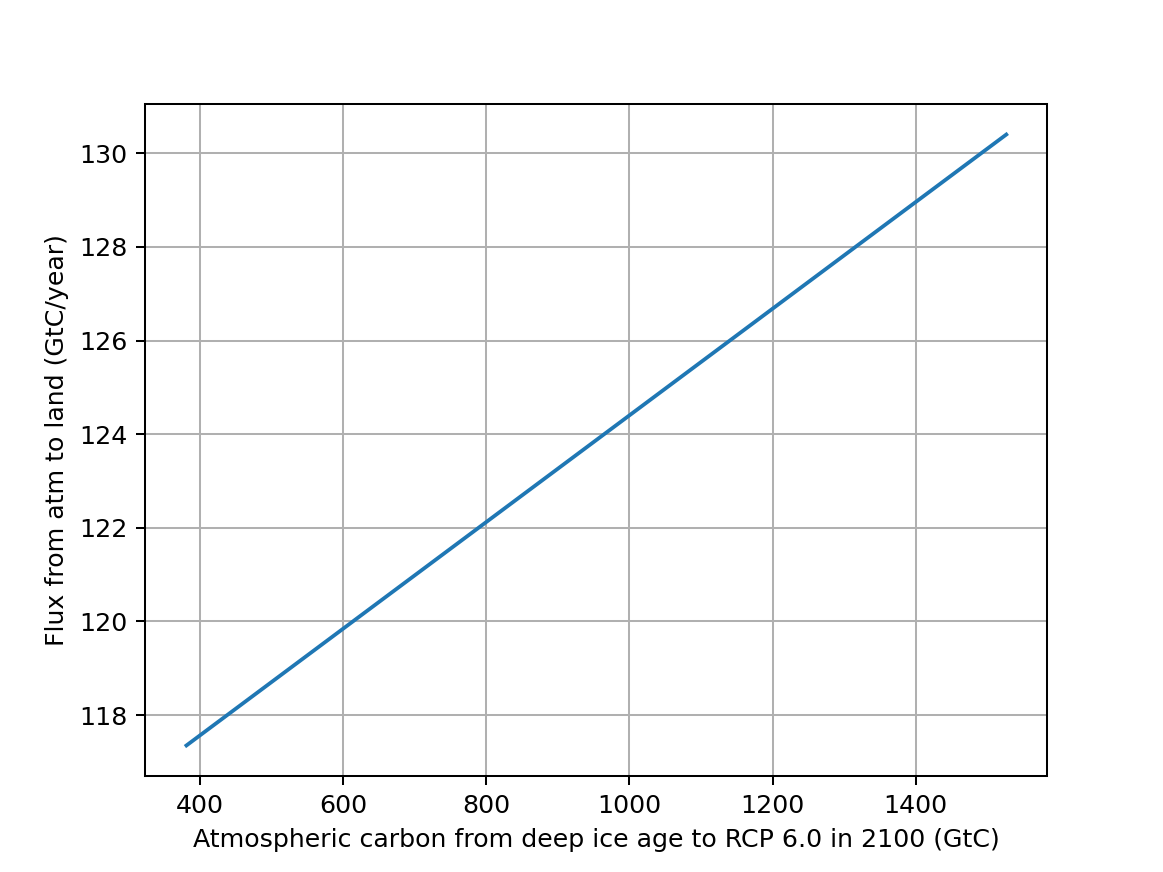 130
128
126
124
122
120
118
Flux from atm to land (GtC/year)
400 600 800 1000 1200 1400
Atmospheric carbon from deep ice age to RCP 6.0 in 2100 (GtC)